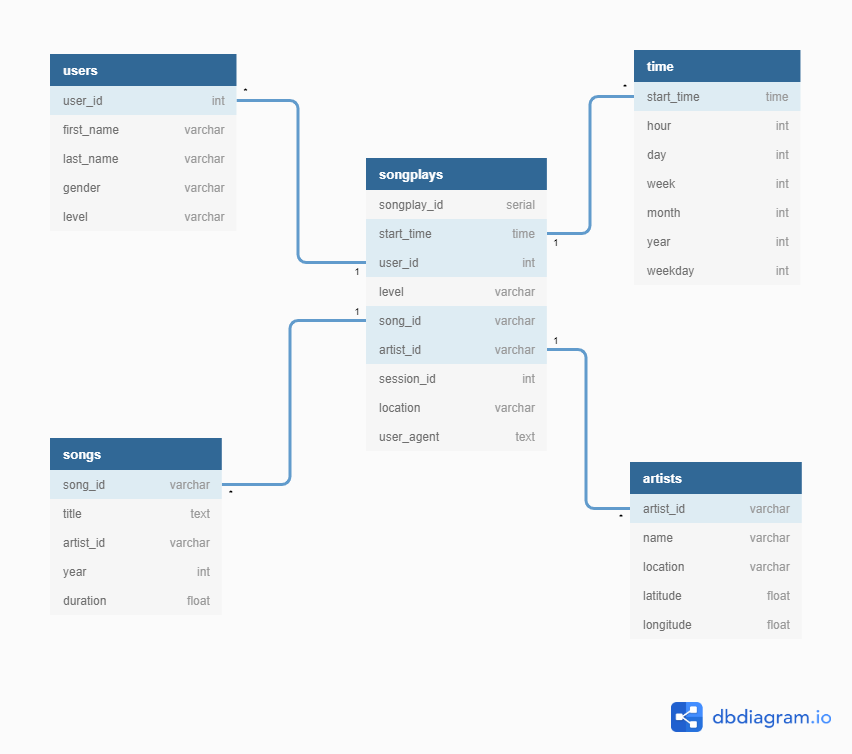 users
user_id int
first_name varchar
last_name varchar
gender varchar
level varchar
*
1
time
start_time time
hour int
day int
week int
month int
year int
weekday int
*
1
songplays
songplay_id serial
start_time time
user_id int
level varchar
song_id varchar
artist_id varchar
session_id int
location varchar
user_agent text
1
1
songs
song_id varchar
title text
artist_id varchar
year int
duration float
*
artists
artist_id varchar
name varchar
location varchar
latitude float
longitude float
*
dbdiagram.io